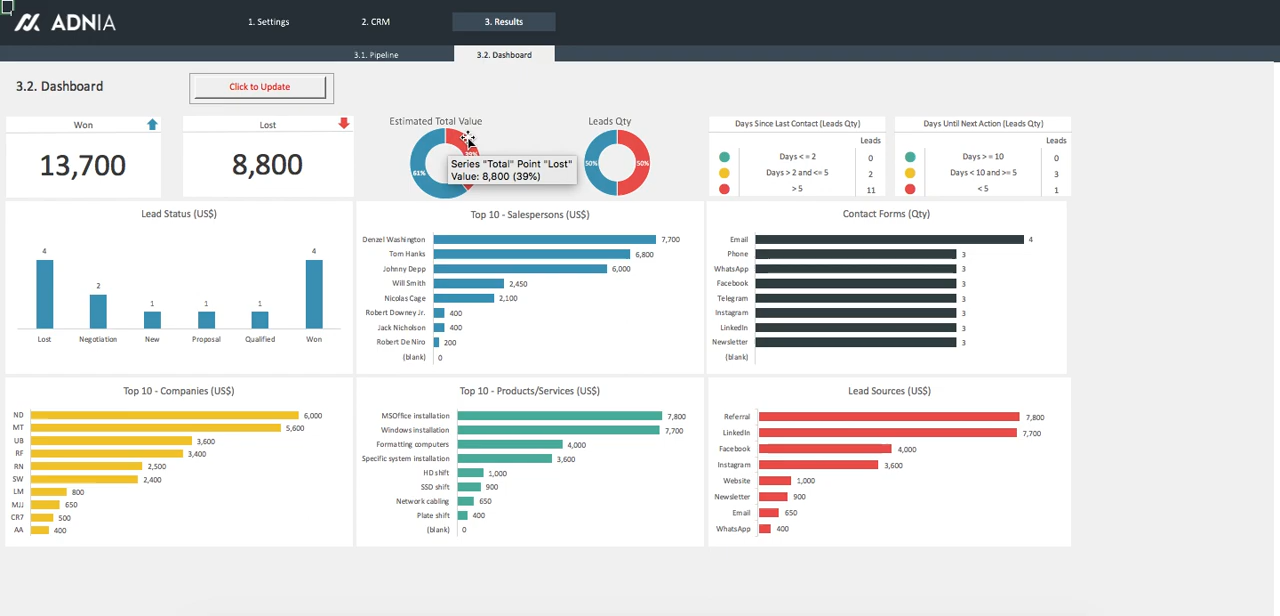 ADNIA
1. Settings
2. CRM
3. Results
3.1. Pipeline
3.2. Dashboard
3.2. Dashboard
Click to Update
Won
13,700
Lost
8,800
Estimated Total Value
39%
61%
Series "Total" Point "Lost"
Value: 8,800 (39%)
Leads Qty
50%
50%
Days Since Last Contact (Leads Qty)
Leads
Days <= 2 0
Days > 2 and <= 5 2
> 5 11
Days Until Next Action (Leads Qty)
Leads
Days >= 10 0
Days < 10 and >= 5 3
< 5 1
Lead Status (US$)
4
2
1
1
1
4
Lost
Negotiation
New
Proposal
Qualified
Won
Top 10 - Salespersons (US$)
Denzel Washington 7,700
Tom Hanks 6,800
Johnny Depp 6,000
Will Smith 2,450
Nicolas Cage 2,100
Robert Downey Jr. 400
Jack Nicholson 400
Robert De Niro 200
(blank) 0
Contact Forms (Qty)
Email 4
Phone 3
WhatsApp 3
Facebook 3
Telegram 3
Instagram 3
LinkedIn 3
Newsletter 3
(blank)
Top 10 - Companies (US$)
ND 6,000
MT 5,600
UB 3,600
RF 3,400
RN 2,500
SW 2,400
LM 800
MJJ 650
CR7 500
AA 400
Top 10 - Products/Services (US$)
MSOffice installation 7,800
Windows installation 7,700
Formatting computers 4,000
Specific system installation 3,600
HD shift 1,000
SSD shift 900
Network cabling 650
Plate shift 400
(blank) 0
Lead Sources (US$)
Referral 7,800
LinkedIn 7,700
Facebook 4,000
Instagram 3,600
Website 1,000
Newsletter 900
Email 650
WhatsApp 400